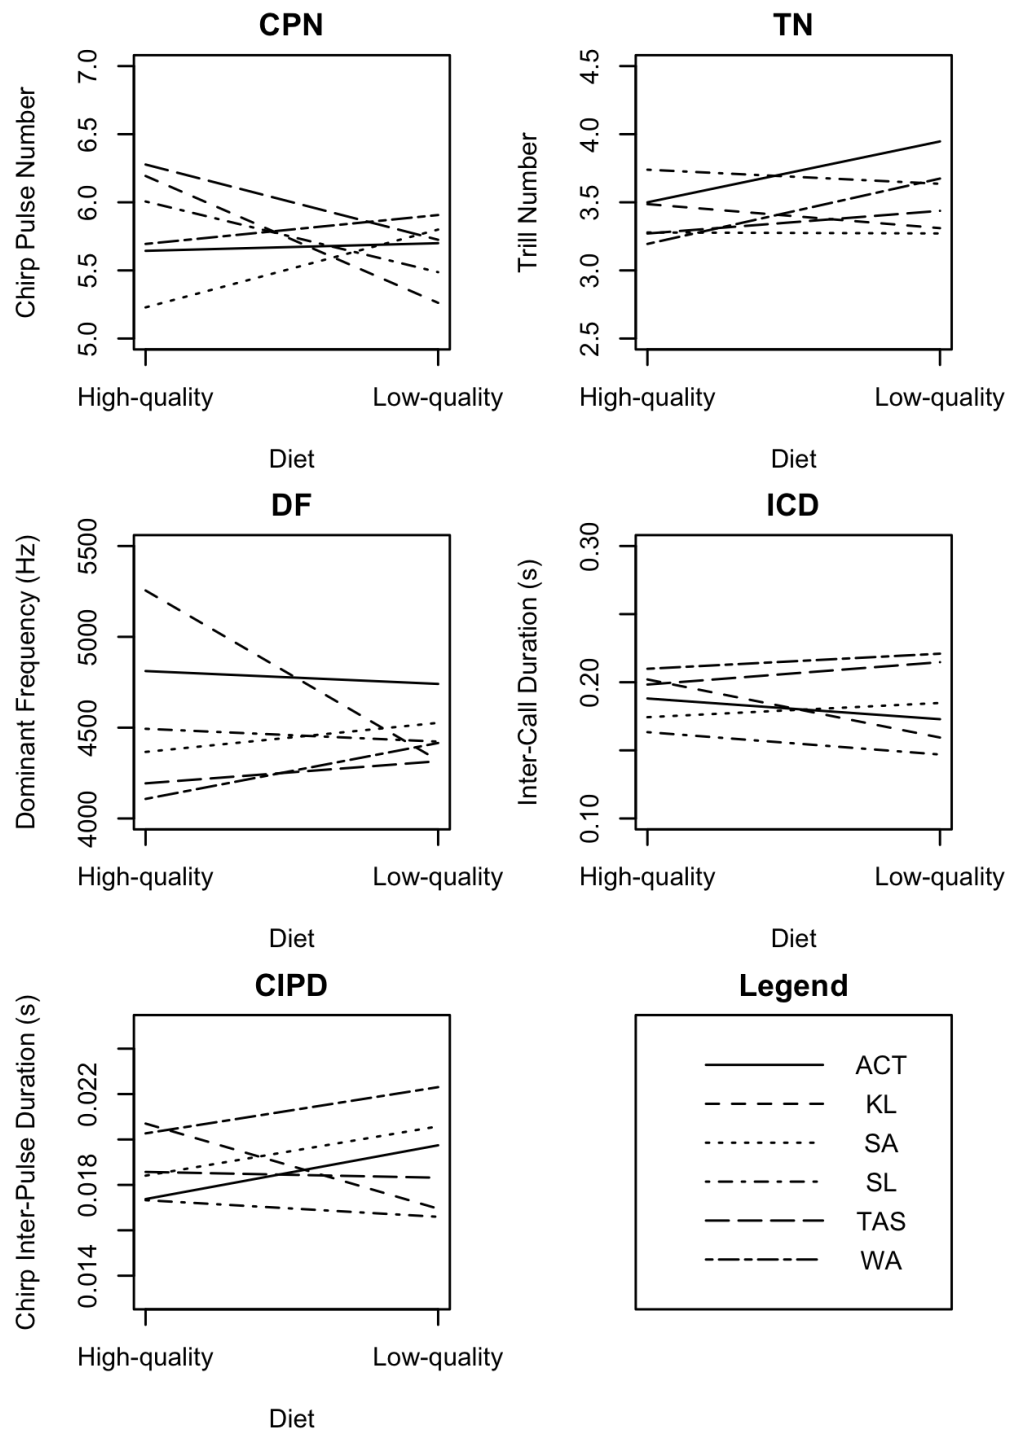 CPN
Chirp Pulse Number
7.0
6.5
6.0
5.5
5.0
High-quality Low-quality
Diet
TN
Trill Number
4.5
4.0
3.5
3.0
2.5
High-quality Low-quality
Diet
DF
Dominant Frequency (Hz)
5500
5000
4500
4000
High-quality Low-quality
Diet
ICD
Inter-Call Duration (s)
0.30
0.20
0.10
High-quality Low-quality
Diet
CIPD
Chirp Inter-Pulse Duration (s)
0.022
0.018
0.014
High-quality Low-quality
Diet
Legend
ACT
KL
SA
SL
TAS
WA